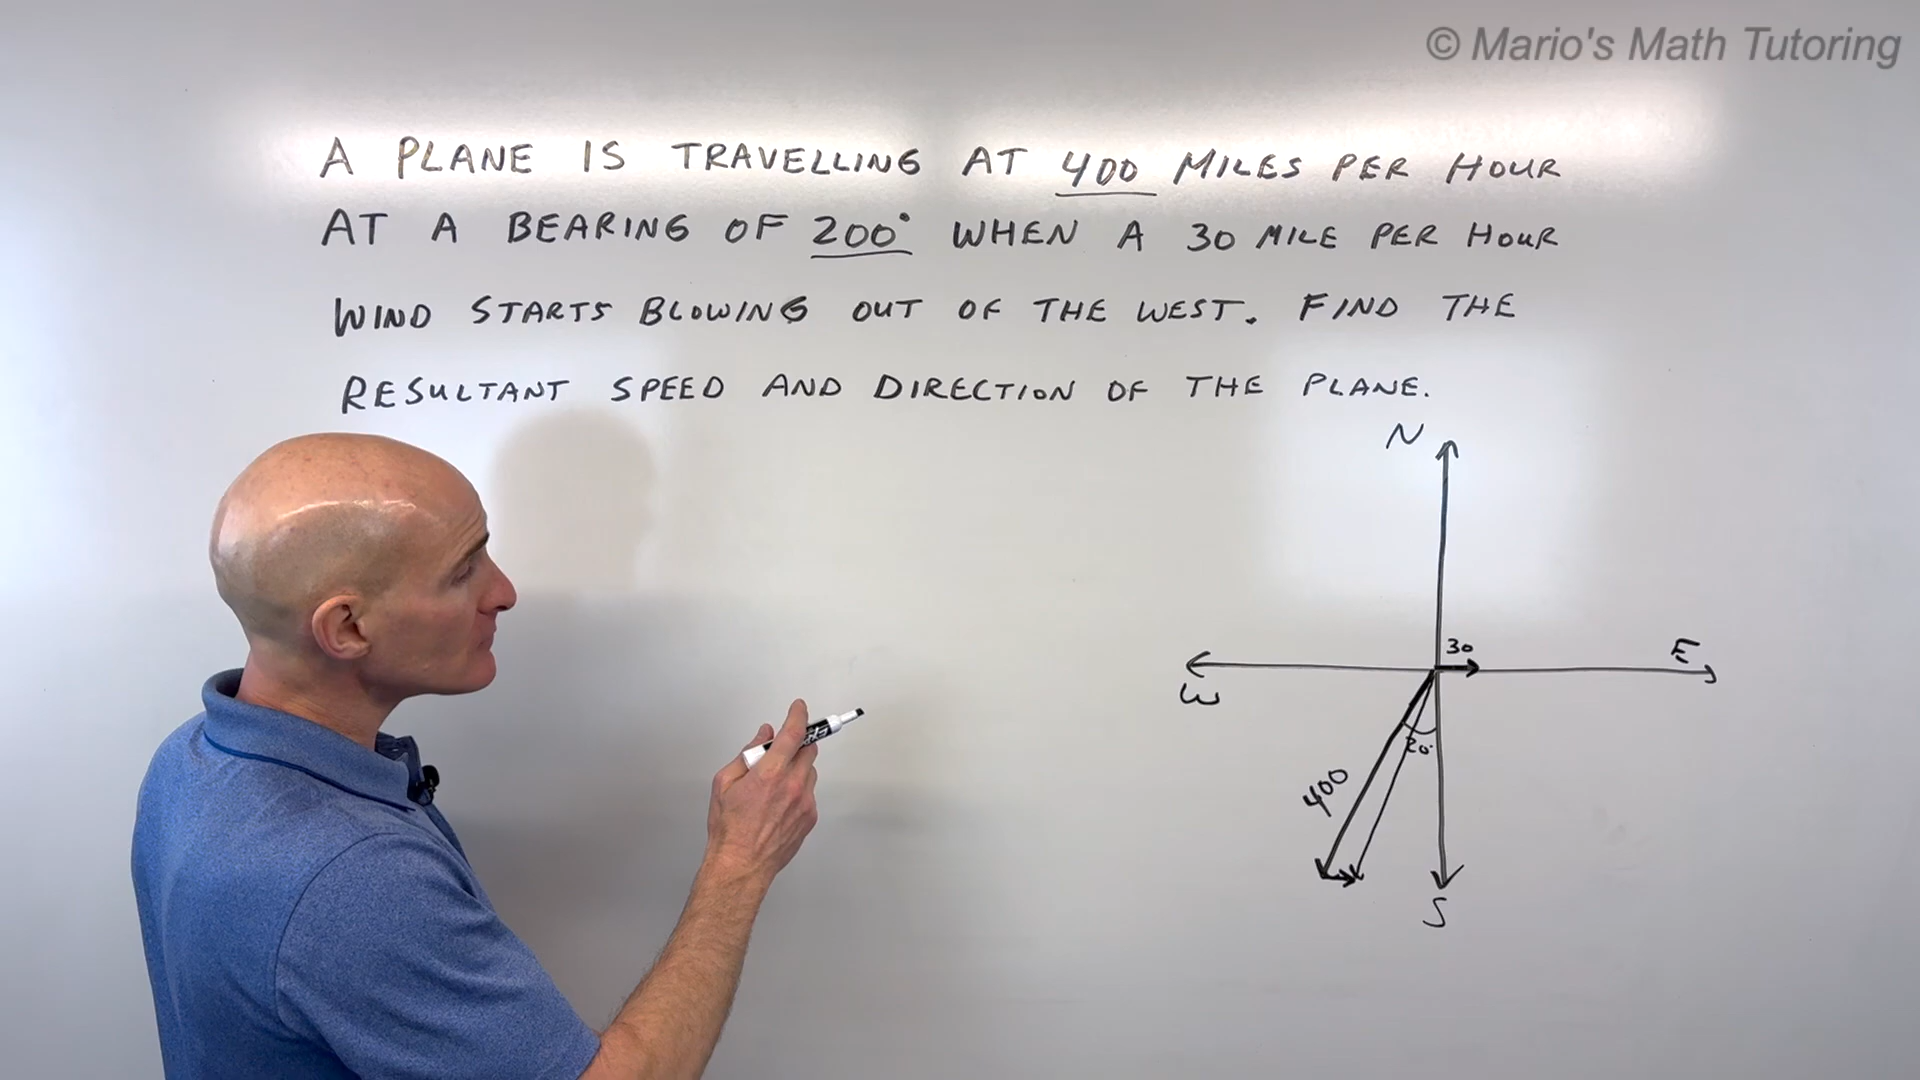 © Mario's Math Tutoring
A PLANE IS TRAVELLING AT 400 MILES PER HOUR
AT A BEARING OF 200° WHEN A 30 MILE PER HOUR
WIND STARTS BLOWING OUT OF THE WEST. FIND THE
RESULTANT SPEED AND DIRECTION OF THE PLANE.
N
30
E
W
20°
400
S
EXPO